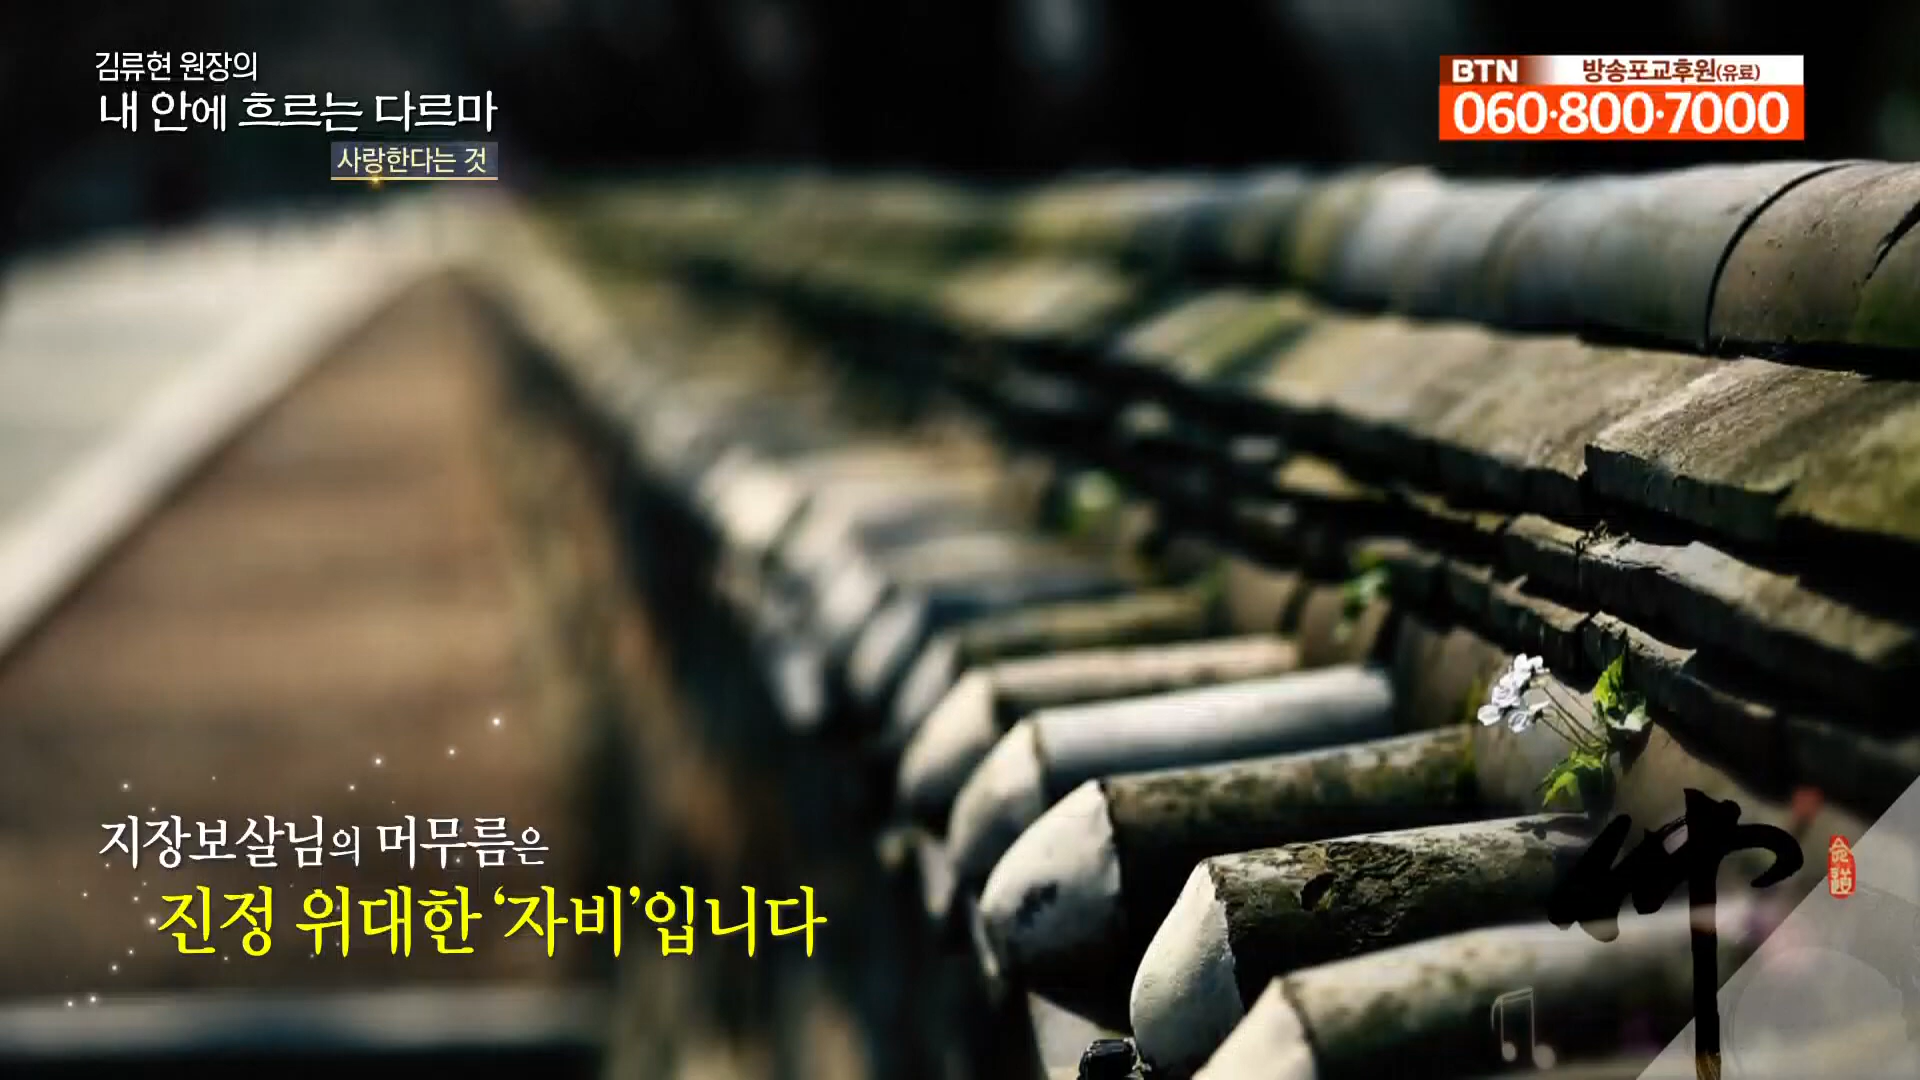 김류현 원장의
내 안에 흐르는 다르마
사랑한다는 것
BTN 방송포교후원(유료)
060·800·7000
지장보살님의 머무름은
진정 위대한 ‘자비’입니다